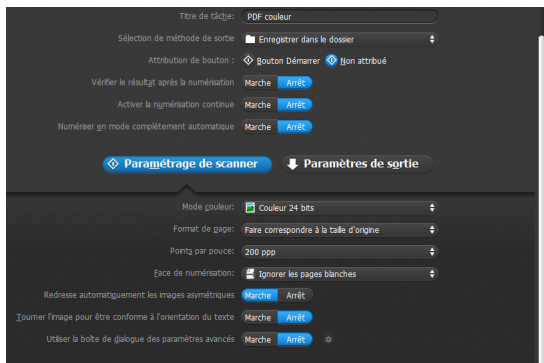 Titre de tâche: PDF couleur
Sélection de méthode de sortie Enregistrer dans le dossier
Attribution de bouton : Bouton Démarrer Non attribué
Vérifier le résultat après la numérisation Marche Arrêt
Activer la numérisation continue Marche Arrêt
Numériser en mode complètement automatique Marche Arrêt
Paramétrage de scanner Paramètres de sortie
Mode couleur: Couleur 24 bits
Format de page: Faire correspondre à la taille d'origine
Points par pouce: 200 ppp
Face de numérisation: Ignorer les pages blanches
Redresse automatiquement les images asymétriques Marche Arrêt
Tourner l'image pour être conforme à l'orientation du texte Marche Arrêt
Utiliser la boîte de dialogue des paramètres avancés Marche Arrêt